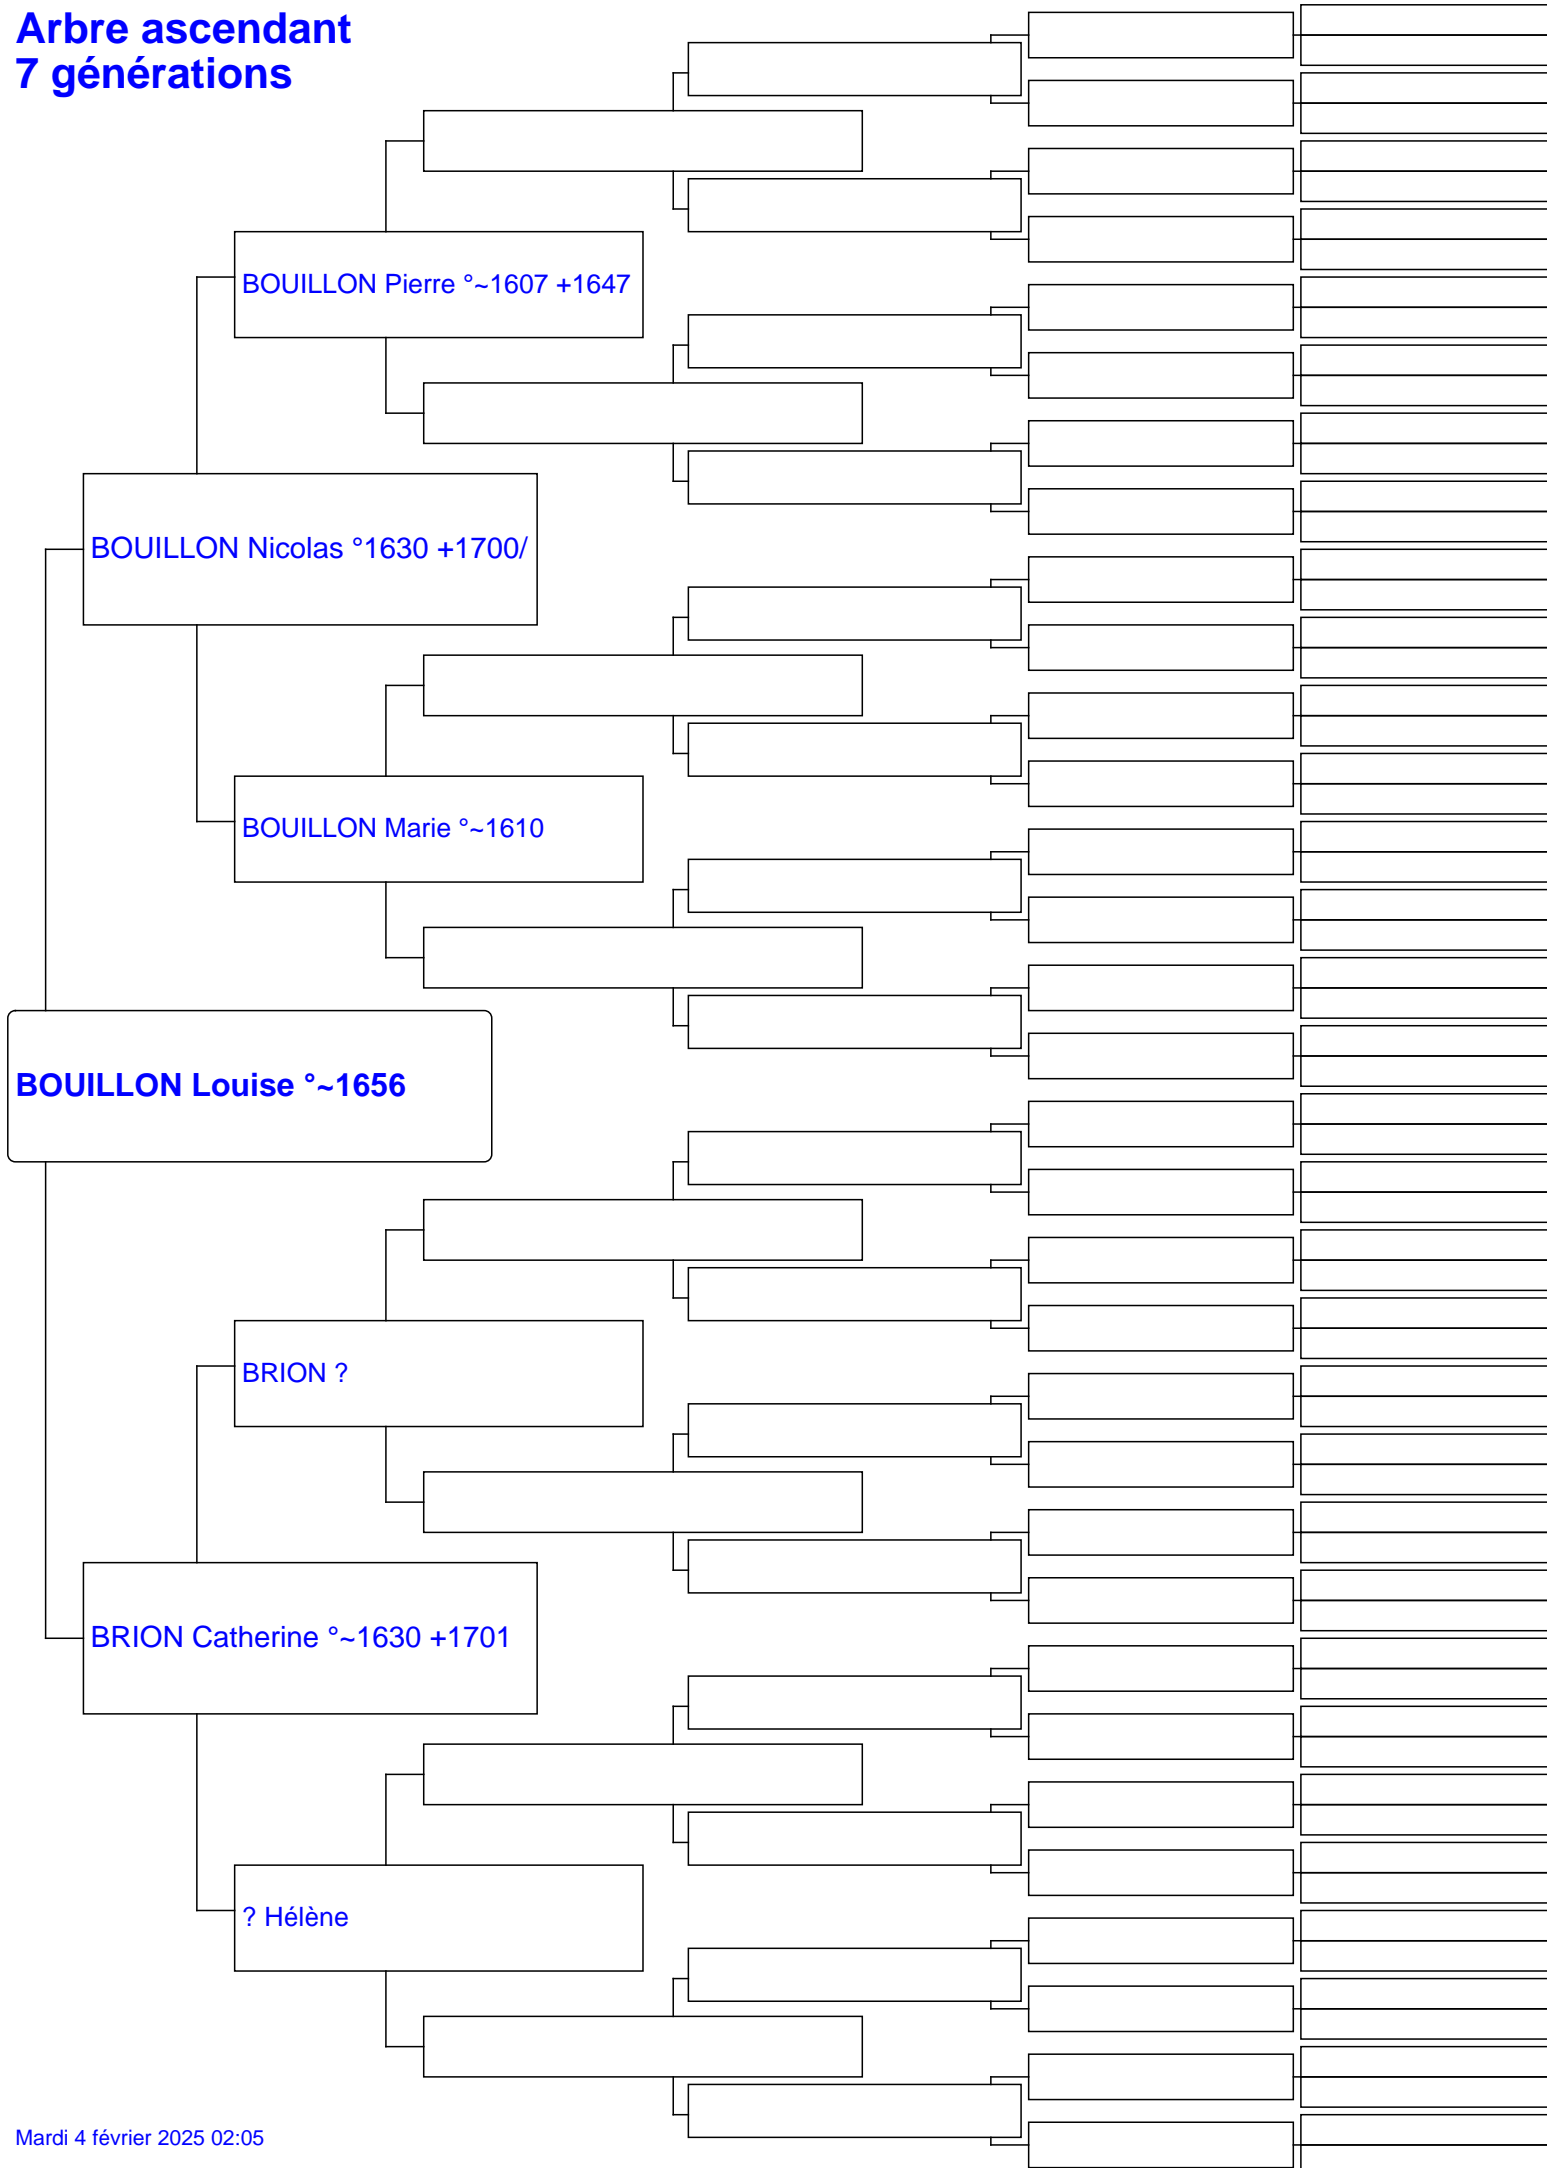 Arbre ascendant
7 générations
BOUILLON Pierre °~1607 +1647
BOUILLON Nicolas °1630 +1700/
BOUILLON Marie °~1610
BOUILLON Louise °~1656
BRION ?
BRION Catherine °~1630 +1701
? Hélène
Mardi 4 février 2025 02:05